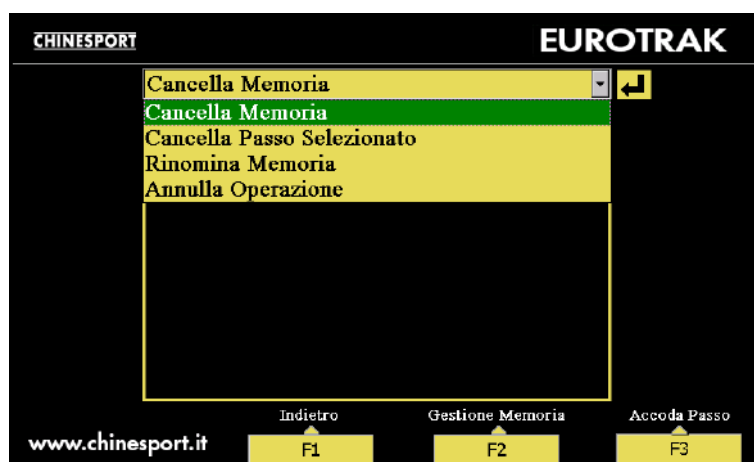 CHINESPORT
EUROTRAK
Cancella Memoria
Cancella Memoria
Cancella Passo Selezionato
Rinomina Memoria
Annulla Operazione
Indietro
Gestione Memoria
Accoda Passo
www.chinesport.it
F1
F2
F3